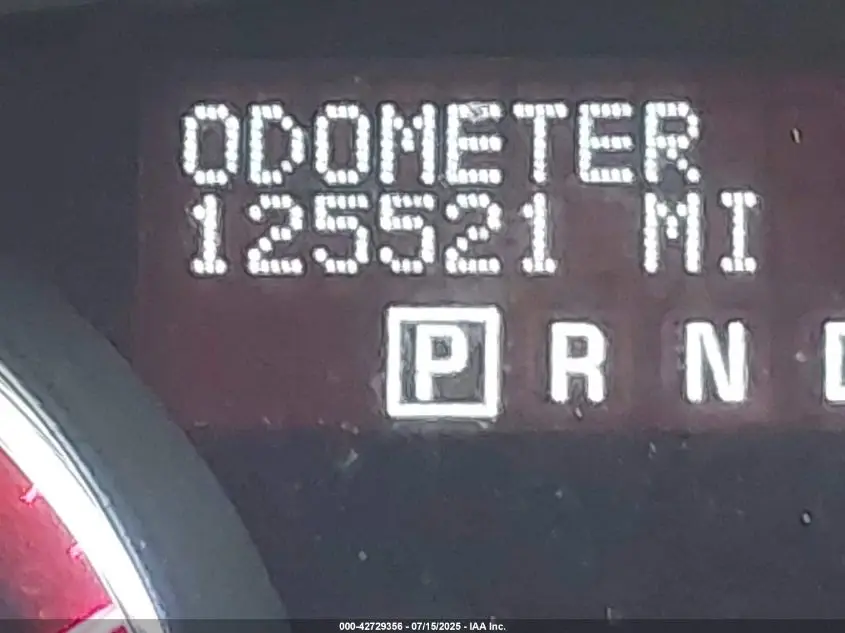 ODOMETER
125521 MI
P R N
000-42729356 - 07/15/2025 - IAA Inc.